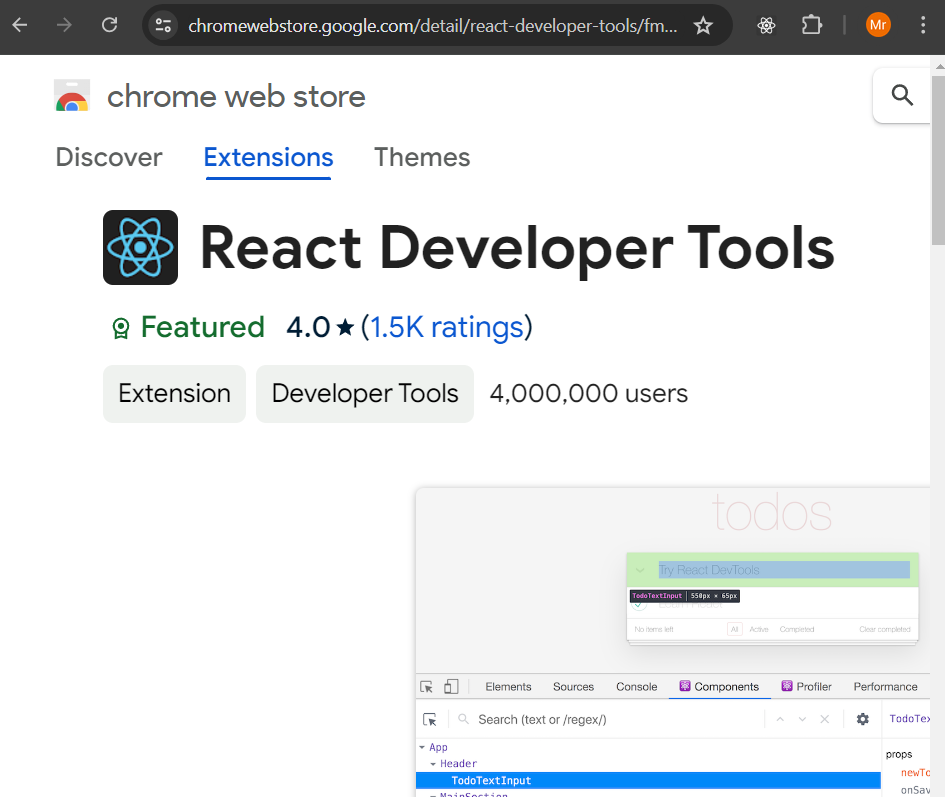 chromewebstore.google.com/detail/react-developer-tools/fm...
Mr
chrome web store
Discover Extensions Themes
React Developer Tools
Featured 4.0 ★ (1.5K ratings)
Extension Developer Tools 4,000,000 users
todos
Try React DevTools
TodoTextInput | 550px × 65px
No items left All Active Completed Clear completed
Elements Sources Console Components Profiler Performance
Search (text or /regex/) TodoTex
App
props
Header
newTo
TodoTextInput
onSav
MainSection